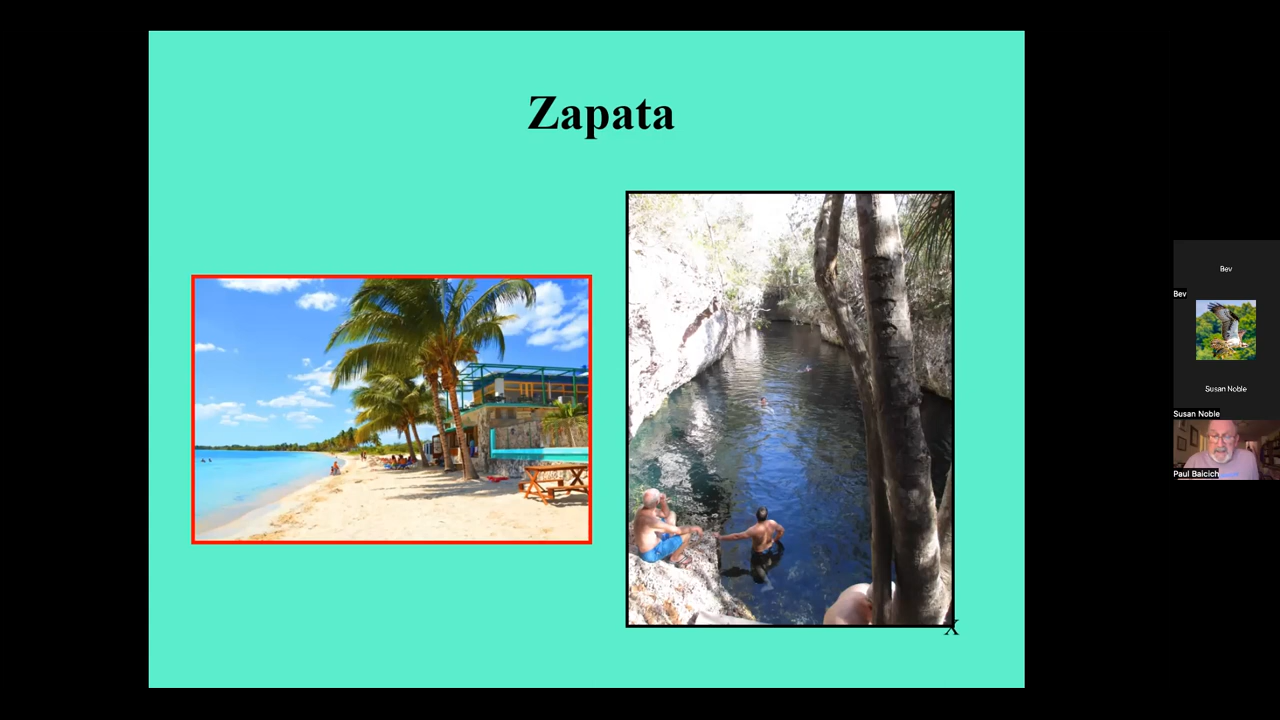 Zapata
X
Bev
Bev
Susan Noble
Susan Noble
Paul Baicich